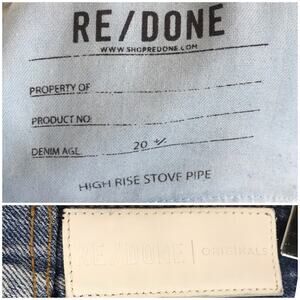 RE/DONE
WWW.SHOPREDONE.COM
PROPERTY OF
PRODUCT NO:
DENIM AGE: 20 +/
HIGH RISE STOVE PIPE
RE/DONE | ORIGINALS